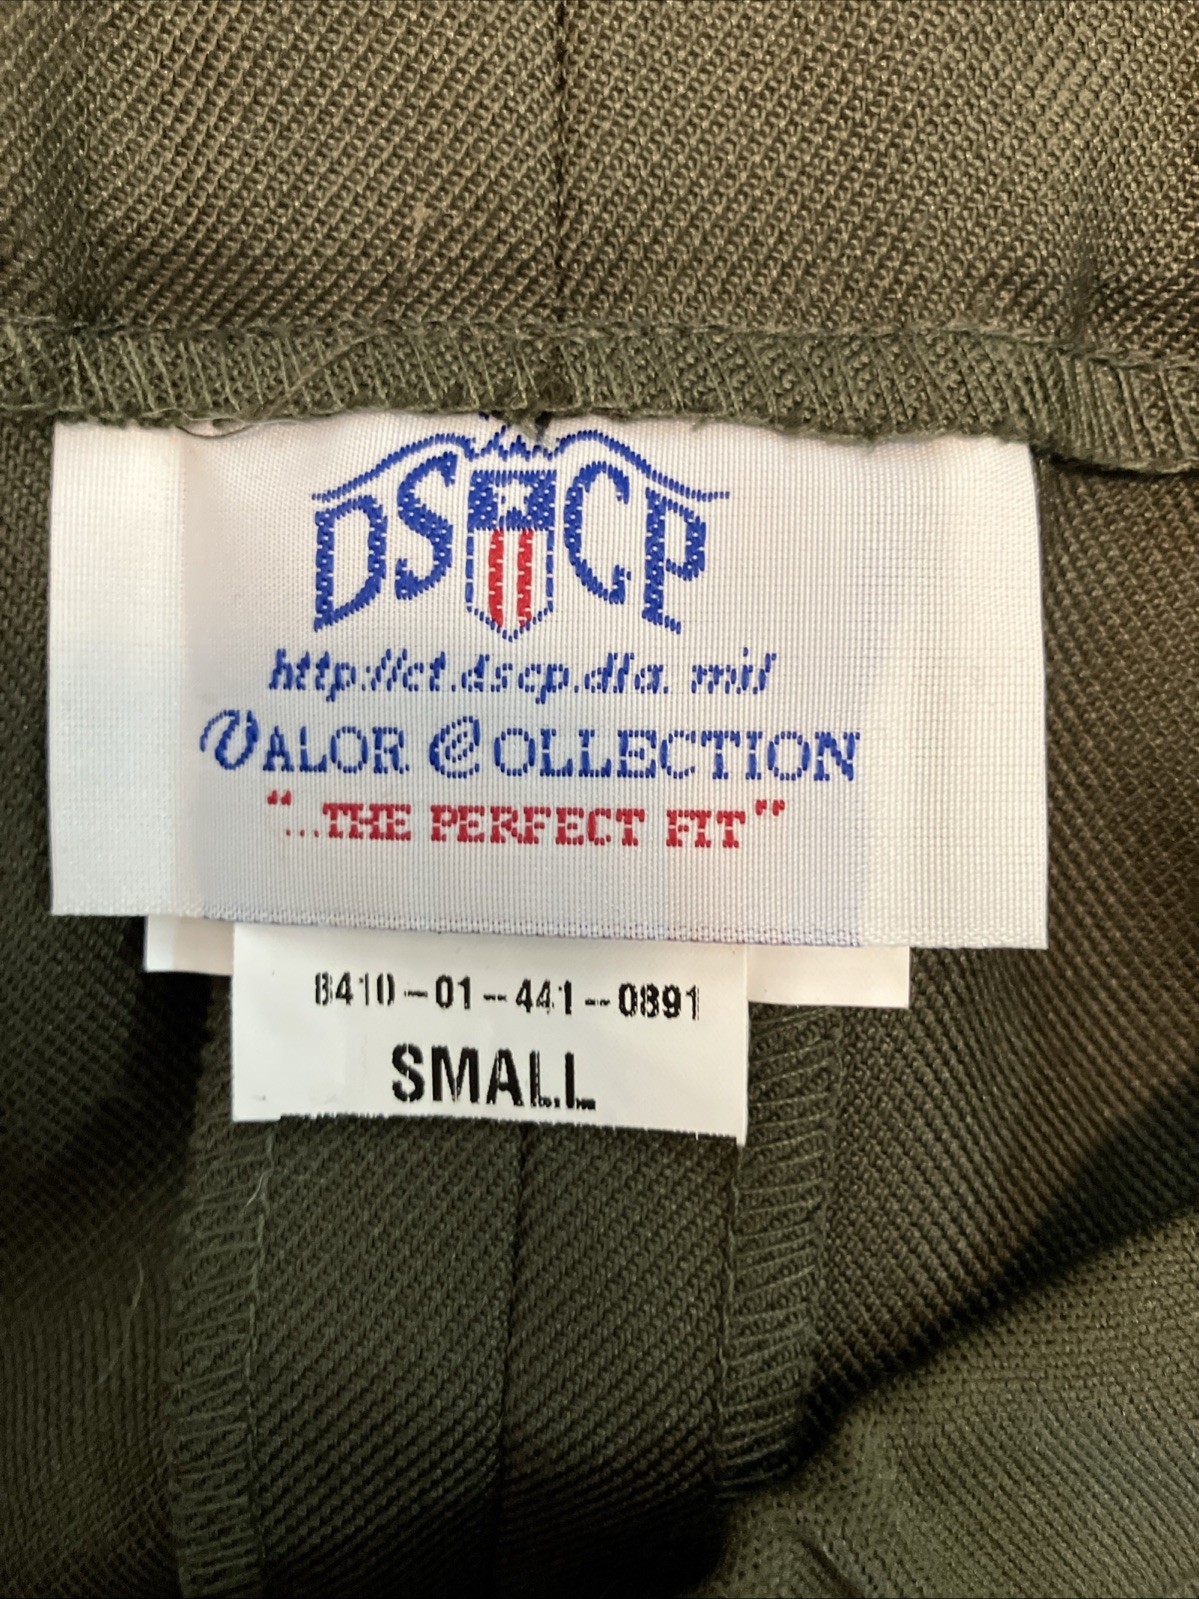 DSCP
http://ct.dscp.dla.mil
VALOR COLLECTION
"...THE PERFECT FIT"
8410-01-441-0891
SMALL